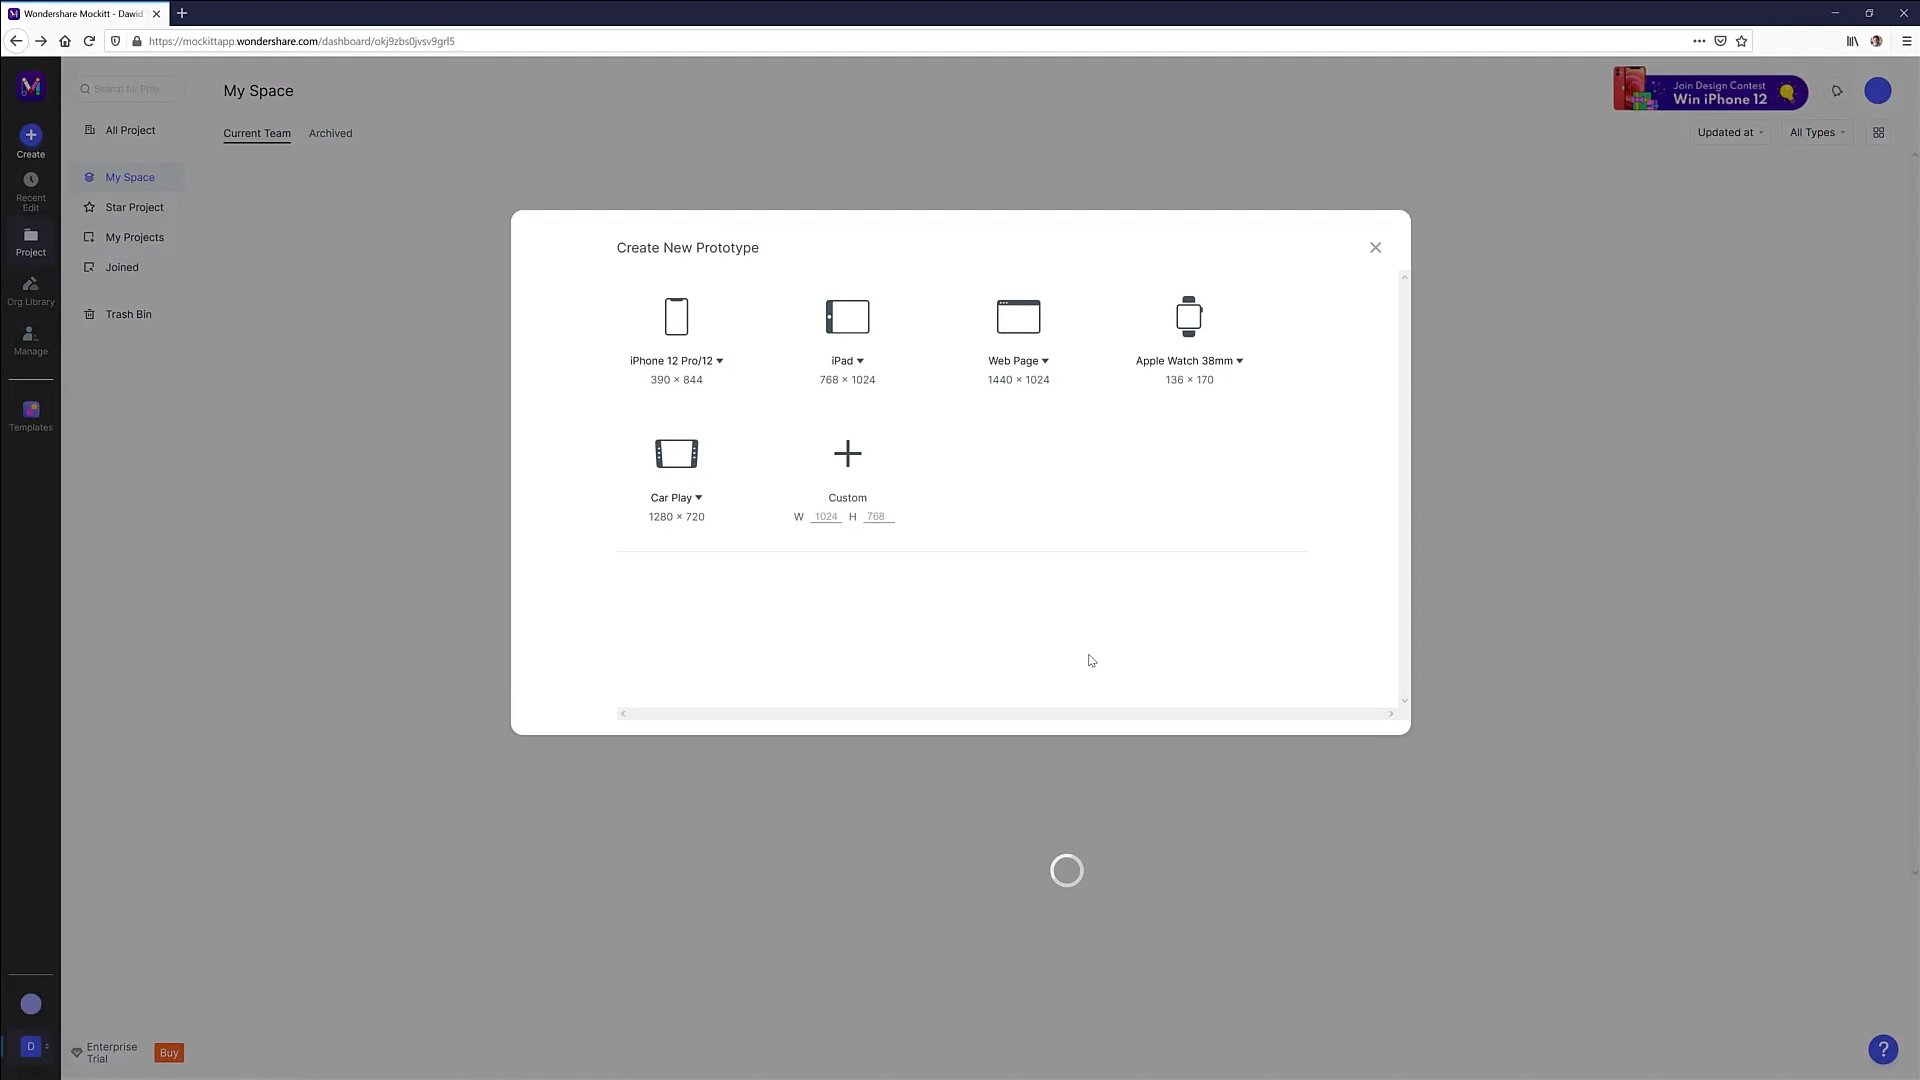 Wondershare Mockitt - Dawid
https://mockittapp.wondershare.com/dashboard/okj9zbs0jvsv9grl5
Search for Proje
My Space
Join Design Contest
Win iPhone 12
Create
Recent
Edit
Project
Org Library
Manage
Templates
All Project
My Space
Star Project
My Projects
Joined
Trash Bin
Current Team
Archived
Updated at
All Types
Create New Prototype
iPhone 12 Pro/12
390 × 844
iPad
768 × 1024
Web Page
1440 × 1024
Apple Watch 38mm
136 × 170
Car Play
1280 × 720
Custom
W 1024 H 768
D
Enterprise
Trial
Buy
?